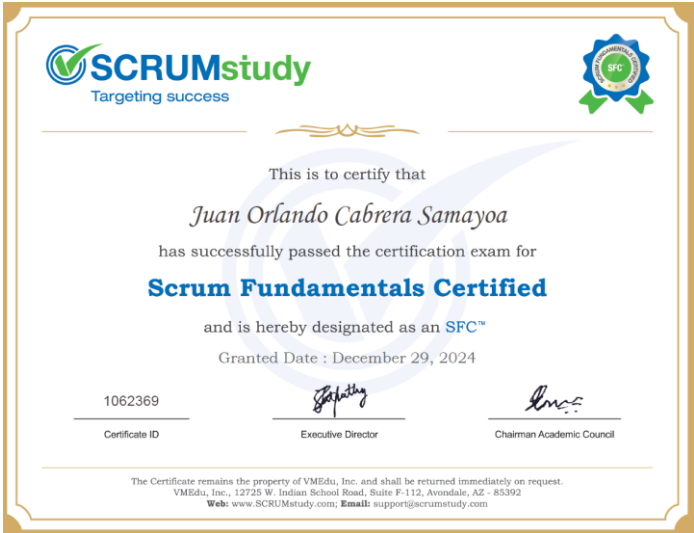 SCRUMstudy
Targeting success
SCRUM FUNDAMENTALS CERTIFIED
SFC™
This is to certify that
Juan Orlando Cabrera Samayoa
has successfully passed the certification exam for
Scrum Fundamentals Certified
and is hereby designated as an SFC™
Granted Date : December 29, 2024
1062369
Certificate ID
Executive Director
Chairman Academic Council
The Certificate remains the property of VMEdu, Inc. and shall be returned immediately on request.
VMEdu, Inc., 12725 W. Indian School Road, Suite F-112, Avondale, AZ - 85392
Web: www.SCRUMstudy.com; Email: support@scrumstudy.com